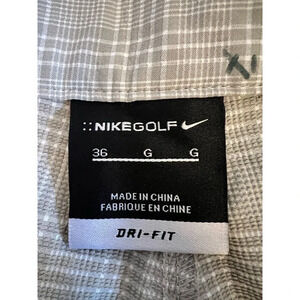 ::NIKEGOLF
36 G G
MADE IN CHINA
FABRIQUE EN CHINE
DRI-FIT